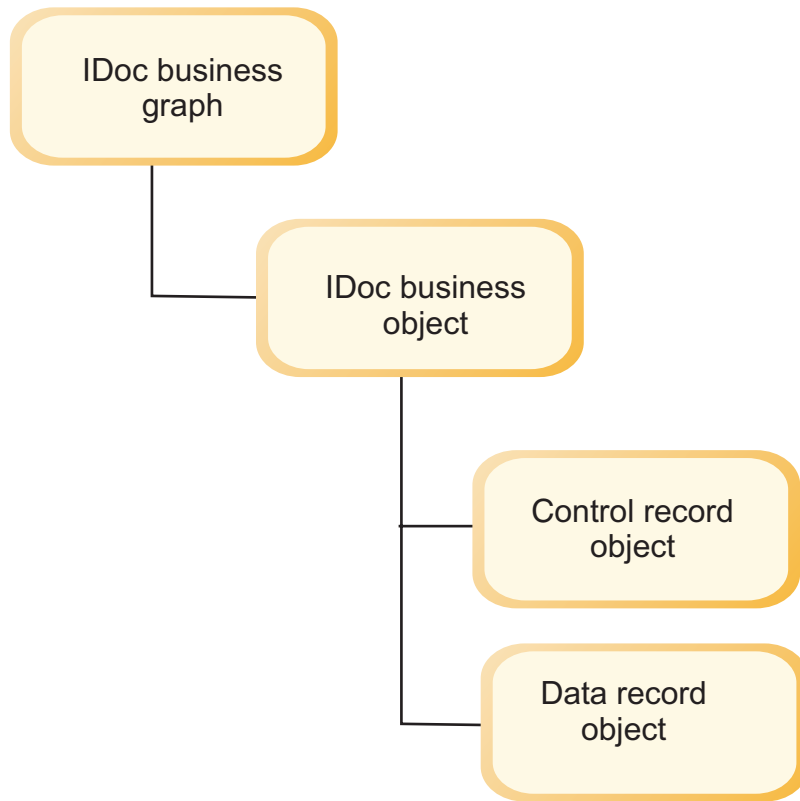 IDoc business
graph
IDoc business
object
Control record
object
Data record
object